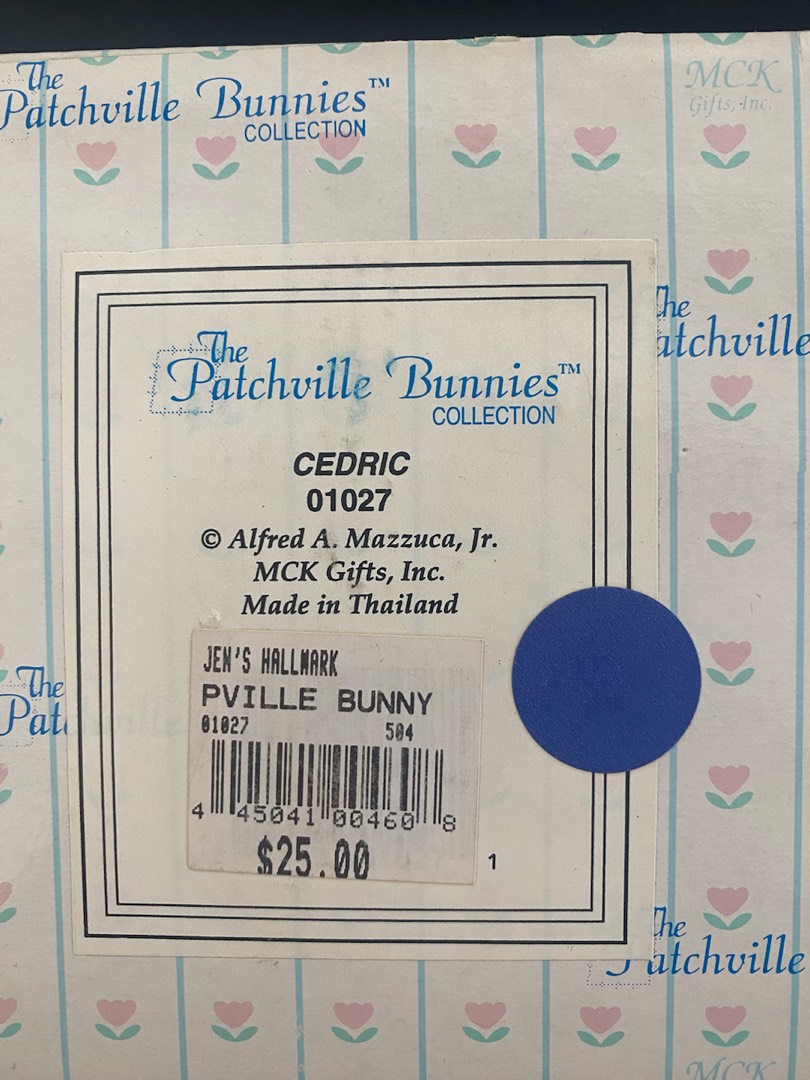 The
Patchville Bunnies™
COLLECTION
MCK
Gifts, Inc.
The
atchville
The
Patchville Bunnies™
COLLECTION
CEDRIC
01027
© Alfred A. Mazzuca, Jr.
MCK Gifts, Inc.
Made in Thailand
JEN'S HALLMARK
PVILLE BUNNY
01027 504
4 45041 00460 8
$25.00
1
The
Pat
The
atchville
MCK